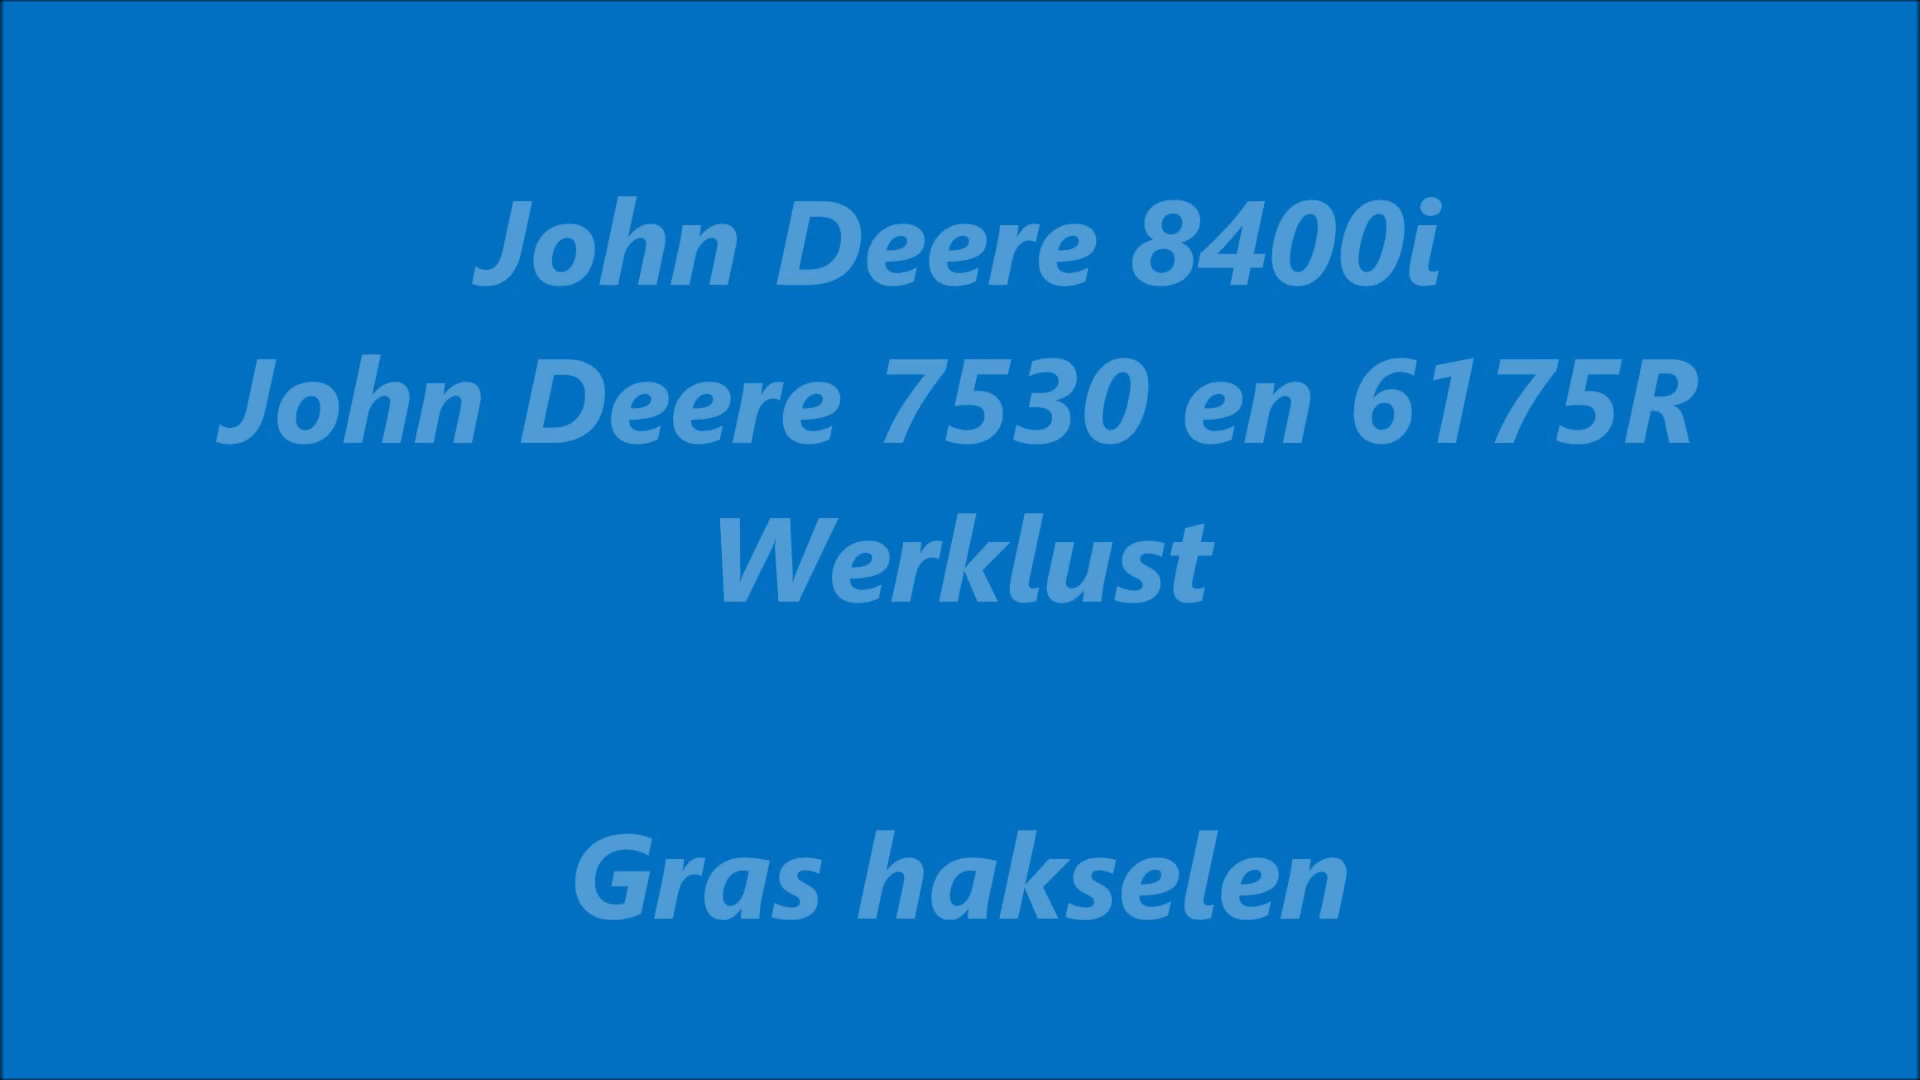 John Deere 8400i
John Deere 7530 en 6175R
Werklust
Gras hakselen